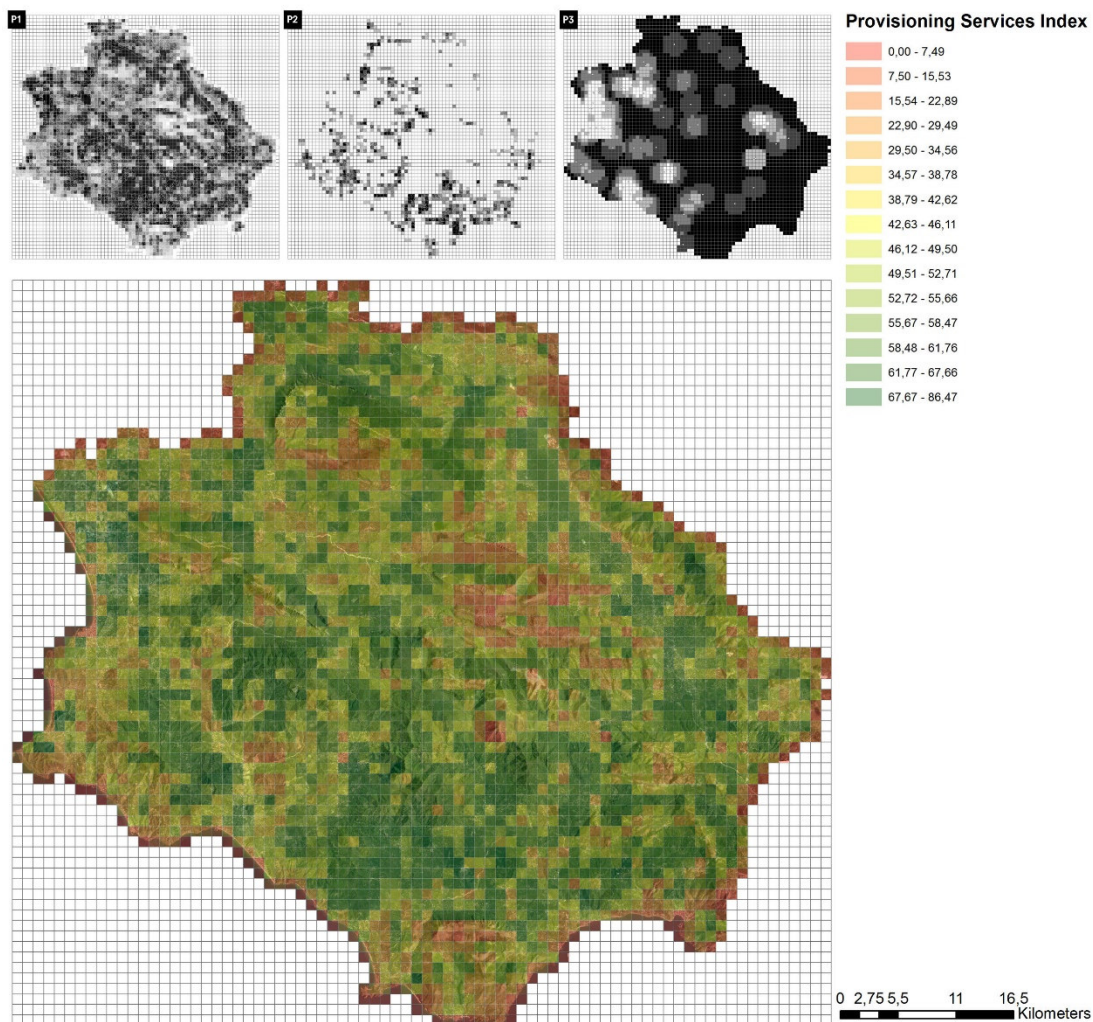 P1
P2
P3
Provisioning Services Index
0,00 - 7,49
7,50 - 15,53
15,54 - 22,89
22,90 - 29,49
29,50 - 34,56
34,57 - 38,78
38,79 - 42,62
42,63 - 46,11
46,12 - 49,50
49,51 - 52,71
52,72 - 55,66
55,67 - 58,47
58,48 - 61,76
61,77 - 67,66
67,67 - 86,47
0 2,75 5,5 11 16,5
Kilometers